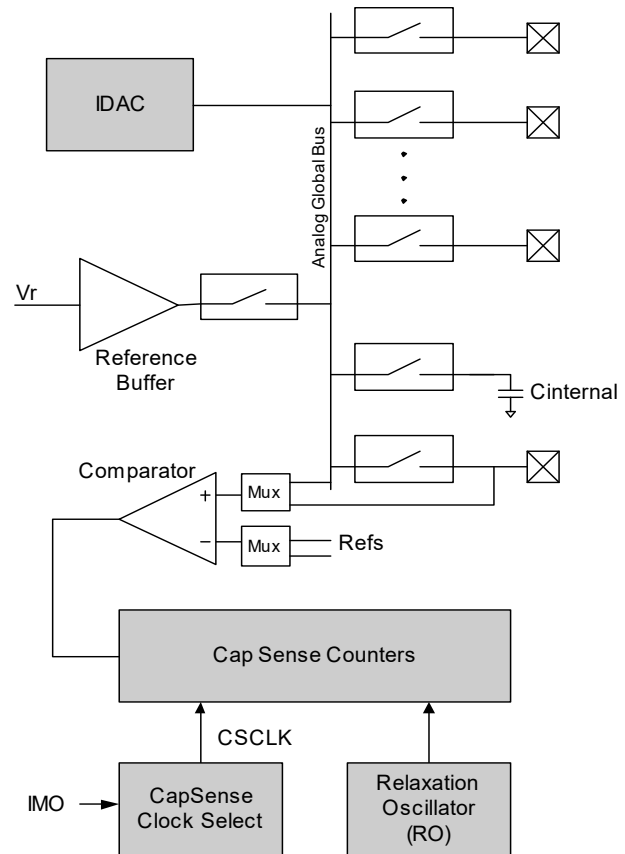 IDAC
Analog Global Bus
Vr
Reference
Buffer
Cinternal
Comparator
+
Mux
−
Mux
Refs
Cap Sense Counters
CSCLK
IMO
CapSense
Clock Select
Relaxation
Oscillator
(RO)